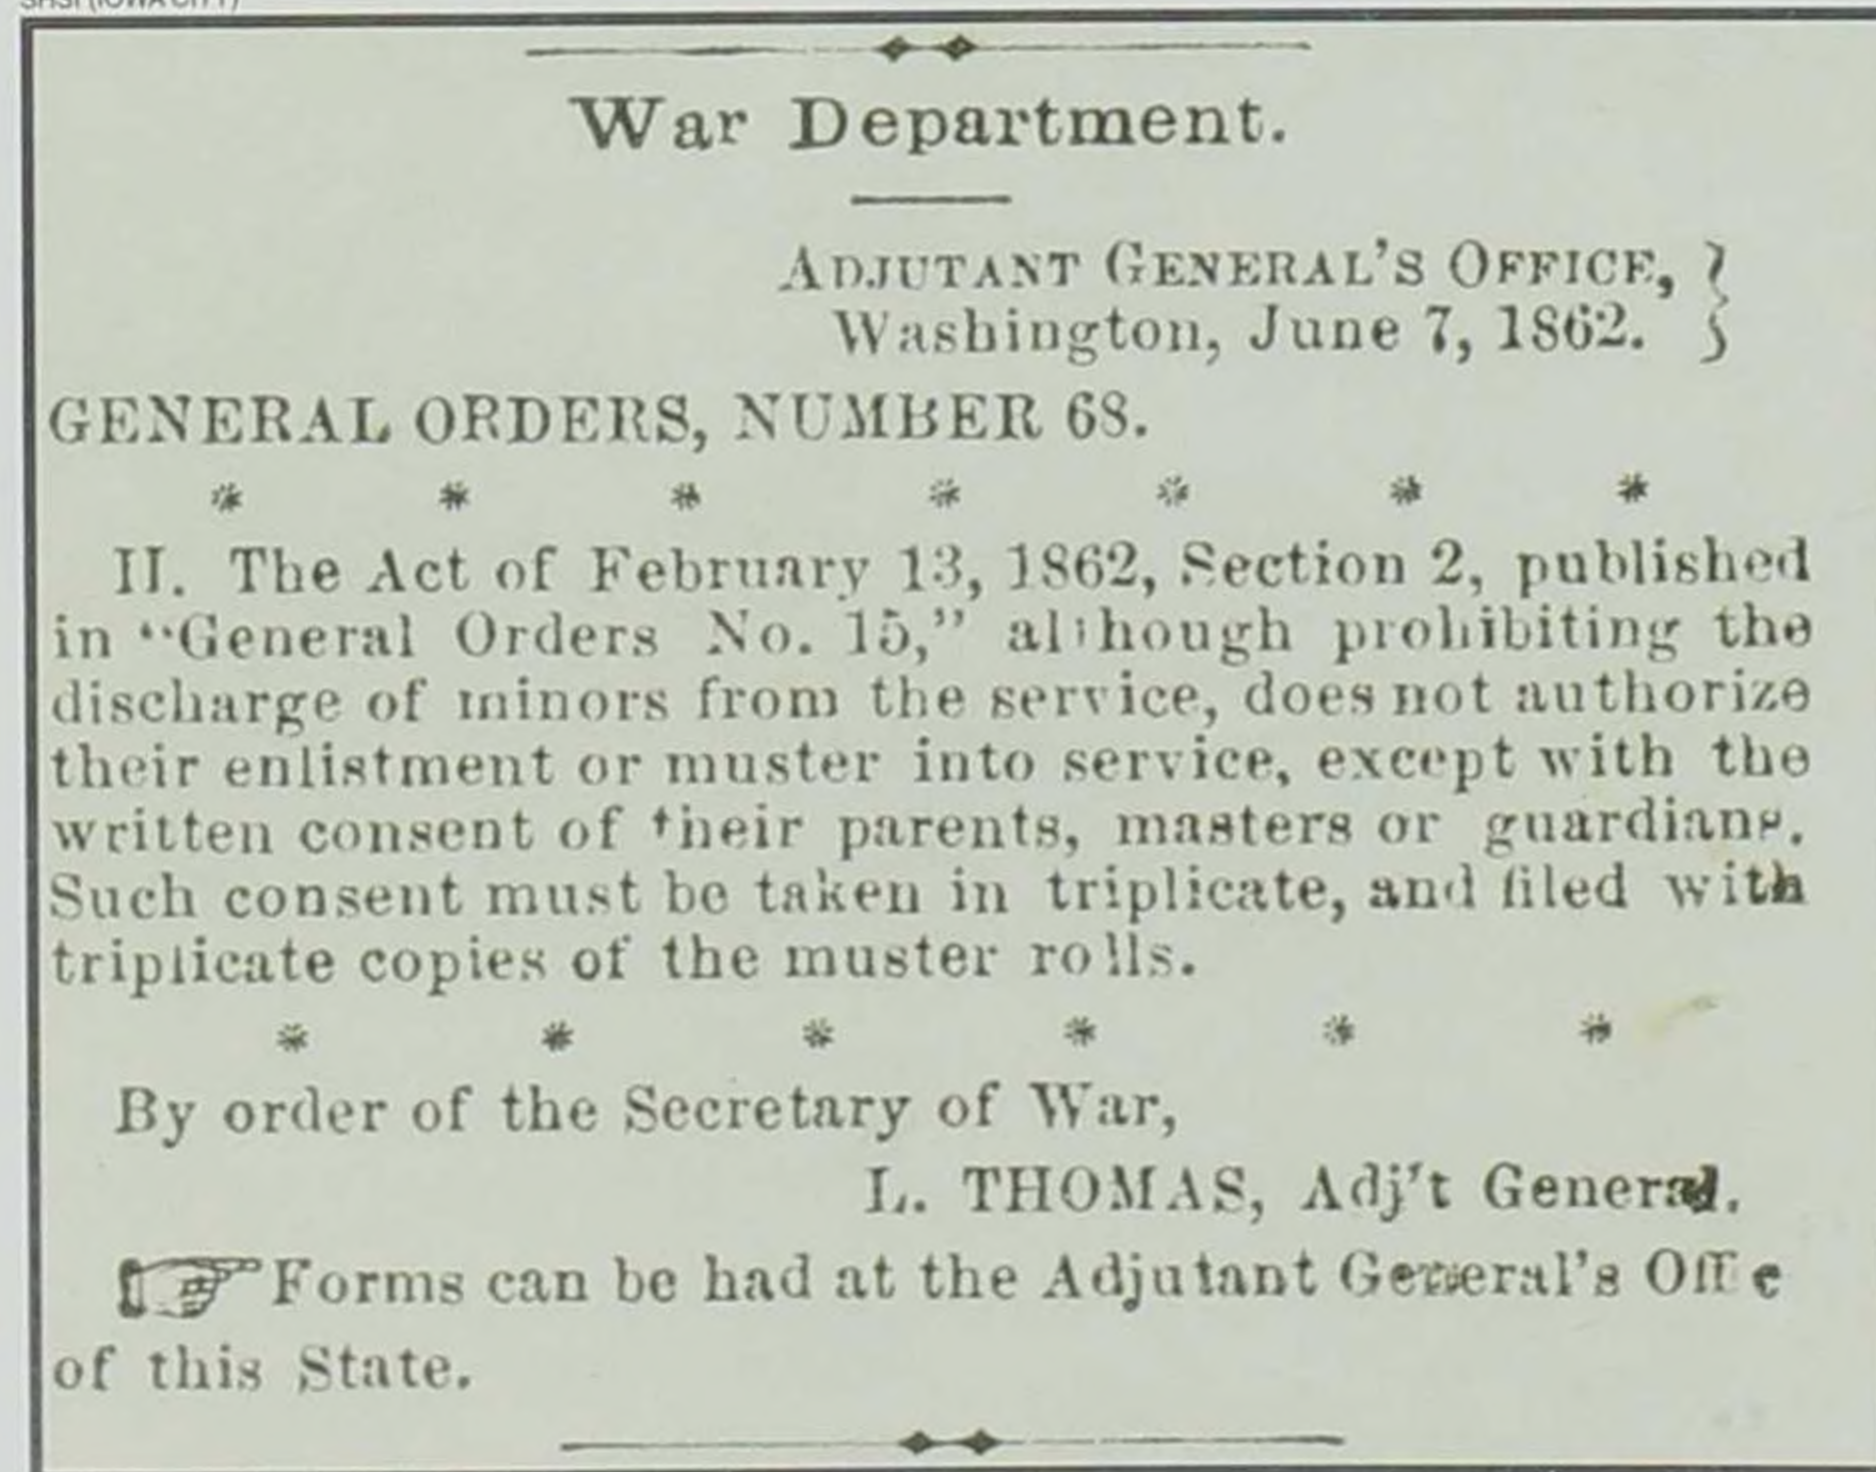 SHSI (IOWA CITY)
War Department.
ADJUTANT GENERAL'S OFFICE,
Washington, June 7, 1862.
GENERAL ORDERS, NUMBER 68.
* * * * * * *
II. The Act of February 13, 1862, Section 2, published
in "General Orders No. 15," although prohibiting the
discharge of minors from the service, does not authorize
their enlistment or muster into service, except with the
written consent of their parents, masters or guardians.
Such consent must be taken in triplicate, and filed with
triplicate copies of the muster rolls.
* * * * * *
By order of the Secretary of War,
L. THOMAS, Adj't General.
☞ Forms can be had at the Adjutant General's Office
of this State.